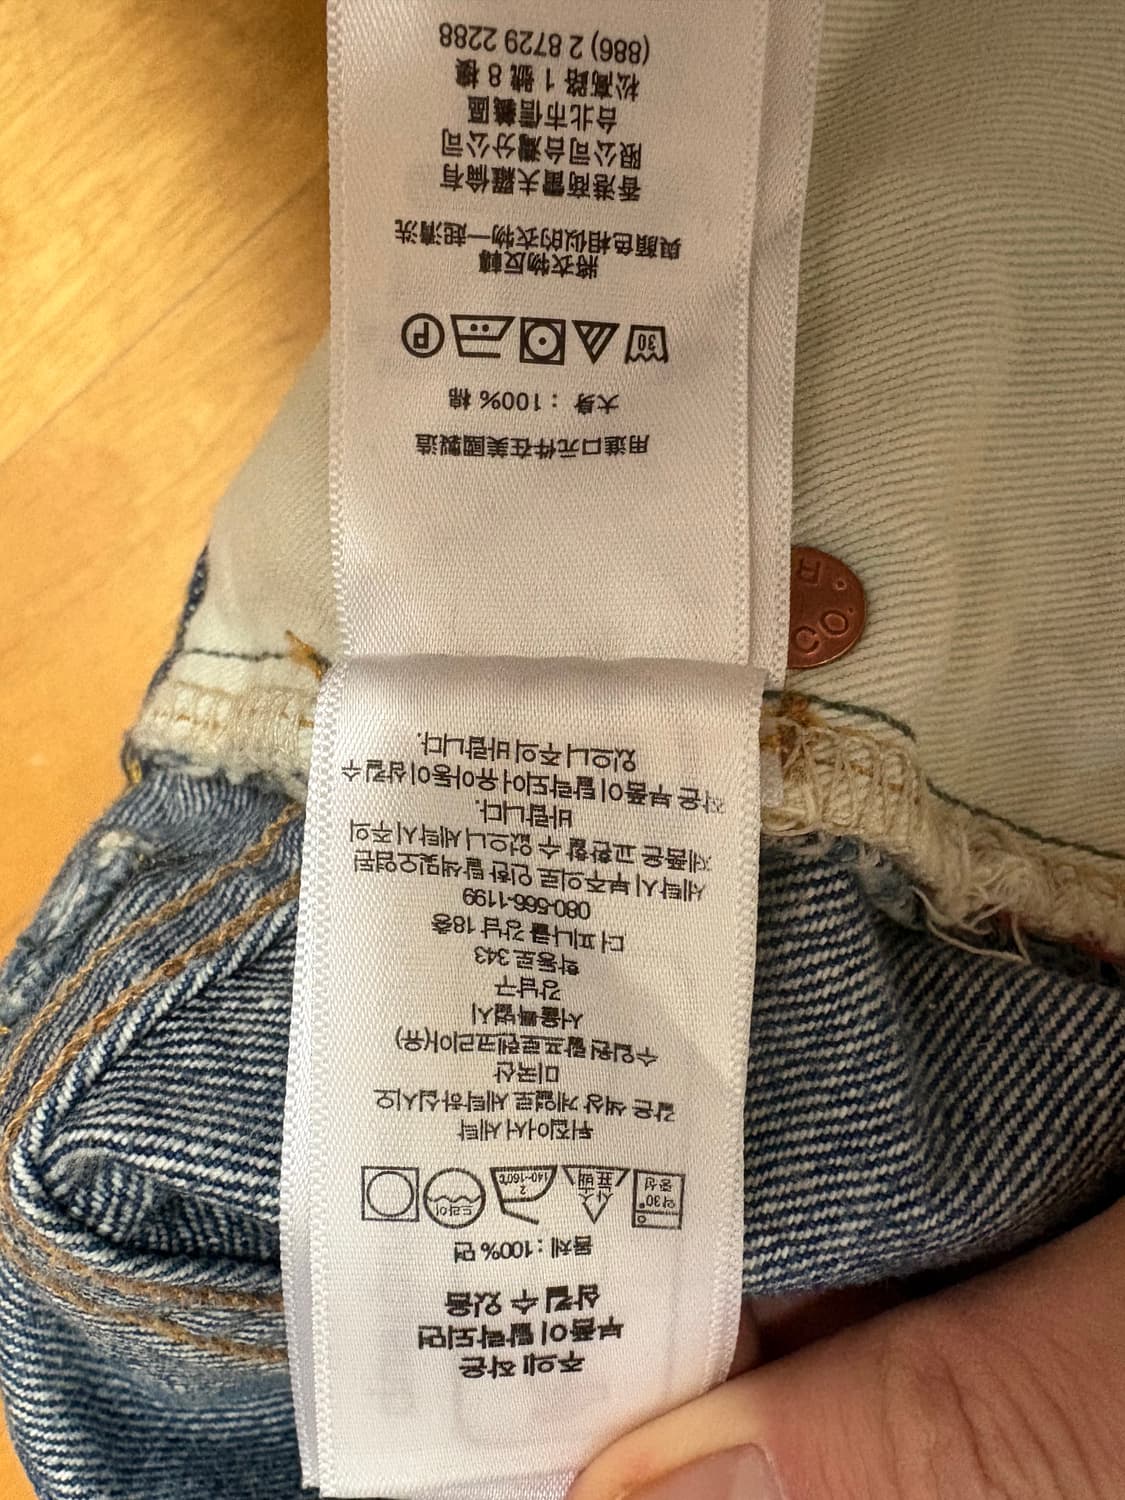 주의! 작은
부품이 탈락되면
삼킬 수 있음
몸체 : 100% 면
약30°
중성
표백
2
140~160℃
드라이
뒤집어서 세탁
같은 색상 계열로 세탁하십시오
미국산
수입원 랄프로렌코리아(유)
서울특별시
강남구
학동로 343
더 피나클 강남 18층
080-566-1199
세탁시 부주의로 인한 탈색및오염된
제품은 교환할 수 없으니 세탁시 주의
바랍니다.
작은 부품이 탈락되어 유아동이 삼킬수
있으니 주의 바랍니다.
CO.
R
用進口元件在美國製造
大身 : 100% 棉
30
P
將衣物反轉
與顏色相似的衣物一起清洗
香港商雷夫羅倫有
限公司台灣分公司
台北市信義區
松高路 1 號 8 樓
(886) 2 8729 2288